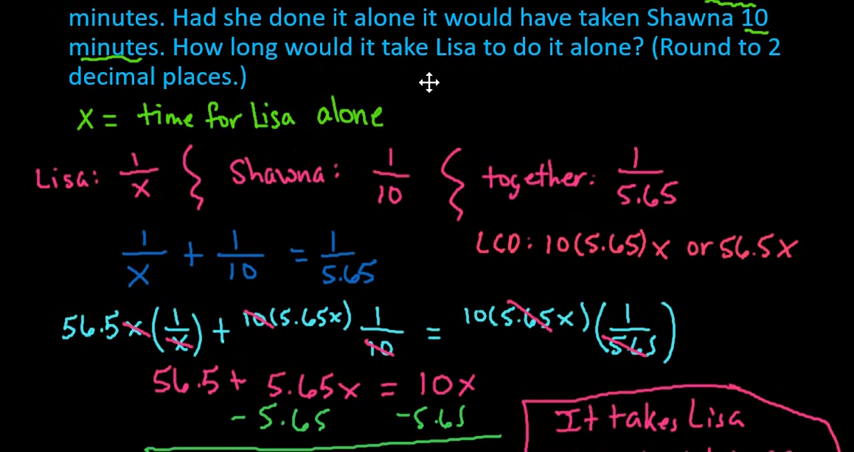 minutes. Had she done it alone it would have taken Shawna 10
minutes. How long would it take Lisa to do it alone? (Round to 2
decimal places.)
x = time for Lisa alone
Lisa: 1/x { Shawna: 1/10 { together: 1/5.65
1/x + 1/10 = 1/5.65
LCD: 10(5.65)x or 56.5x
56.5x(1/x) + 10(5.65x) 1/10 = 10(5.65x)(1/5.65)
56.5 + 5.65x = 10x
-5.65 -5.65
It takes Lisa